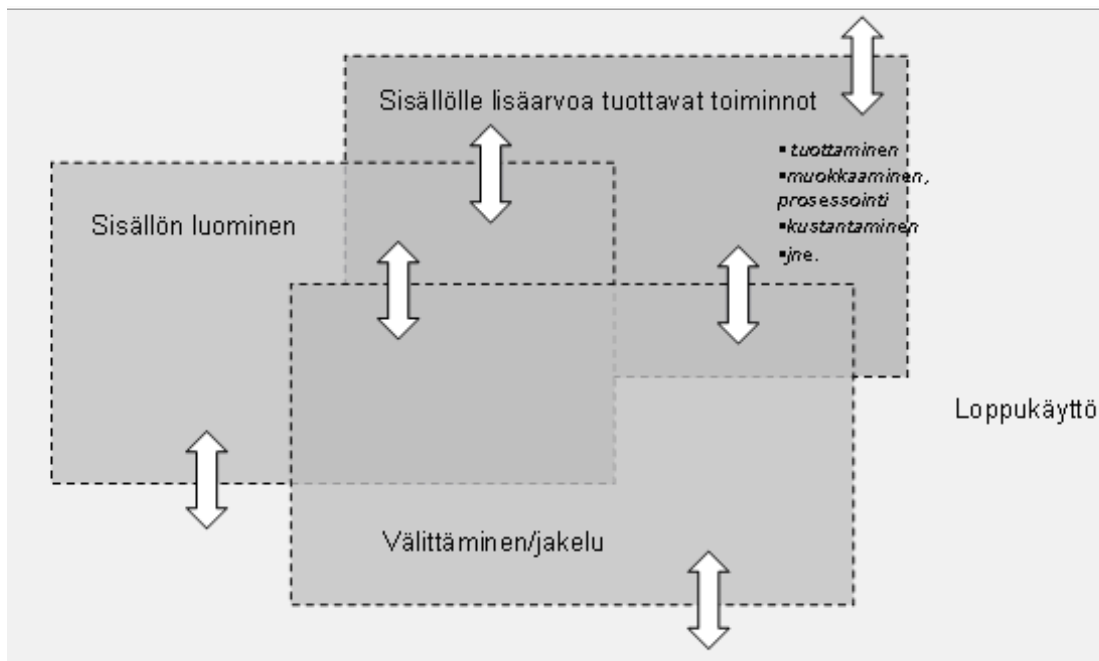 Sisällölle lisäarvoa tuottavat toiminnot
▪ tuottaminen
▪muokkaaminen,
prosessointi
▪kustantaminen
▪jne.
Sisällön luominen
Loppukäyttö
Välittäminen/jakelu